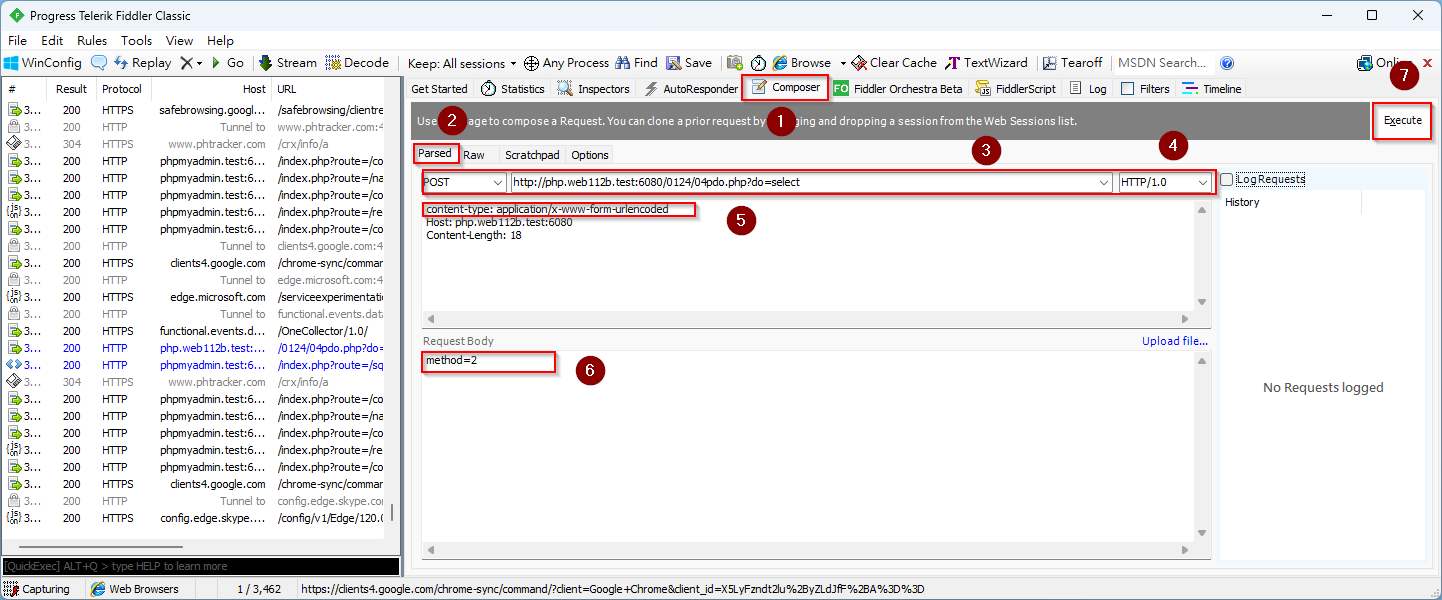 Progress Telerik Fiddler Classic
File Edit Rules Tools View Help
WinConfig Replay Go Stream Decode Keep: All sessions Any Process Find Save Browse Clear Cache TextWizard Tearoff MSDN Search...
# Result Protocol Host URL
3... 200 HTTPS safebrowsing.googl... /safebrowsing/clientre
3... 200 HTTP Tunnel to www.phtracker.com:4
3... 304 HTTPS www.phtracker.com /crx/info/a
3... 200 HTTP phpmyadmin.test:6... /index.php?route=/co
3... 200 HTTP phpmyadmin.test:6... /index.php?route=/na
3... 200 HTTP phpmyadmin.test:6... /index.php?route=/co
3... 200 HTTP phpmyadmin.test:6... /index.php?route=/re
3... 200 HTTP phpmyadmin.test:6... /index.php?route=/co
3... 200 HTTP Tunnel to clients4.google.com:4
3... 200 HTTPS clients4.google.com /chrome-sync/commar
3... 200 HTTP Tunnel to edge.microsoft.com:4
3... 200 HTTPS edge.microsoft.com /serviceexperimentati
3... 200 HTTP Tunnel to functional.events.data
3... 200 HTTPS functional.events.d... /OneCollector/1.0/
3... 200 HTTP php.web112b.test:... /0124/04pdo.php?do=
3... 200 HTTP phpmyadmin.test:6... /index.php?route=/sq
3... 304 HTTPS www.phtracker.com /crx/info/a
3... 200 HTTP phpmyadmin.test:6... /index.php?route=/co
3... 200 HTTP phpmyadmin.test:6... /index.php?route=/na
3... 200 HTTP phpmyadmin.test:6... /index.php?route=/co
3... 200 HTTP phpmyadmin.test:6... /index.php?route=/re
3... 200 HTTP phpmyadmin.test:6... /index.php?route=/co
3... 200 HTTPS clients4.google.com /chrome-sync/commar
3... 200 HTTP Tunnel to config.edge.skype.cor
3... 200 HTTPS config.edge.skype.... /config/v1/Edge/120.0
[QuickExec] ALT+Q > type HELP to learn more
Get Started Statistics Inspectors AutoResponder Composer FO Fiddler Orchestra Beta FiddlerScript Log Filters Timeline
7
Use 2 age to compose a Request. You can clone a prior request by 1 ging and dropping a session from the Web Sessions list.
Execute
3
4
Parsed Raw Scratchpad Options
POST http://php.web112b.test:6080/0124/04pdo.php?do=select HTTP/1.0
Log Requests
History
content-type: application/x-www-form-urlencoded
5
Host: php.web112b.test:6080
Content-Length: 18
Request Body Upload file...
method=2
6
No Requests logged
Capturing Web Browsers 1 / 3,462 https://clients4.google.com/chrome-sync/command/?client=Google+Chrome&client_id=X5LyFzndt2lu%2ByZLdJfF%2BA%3D%3D